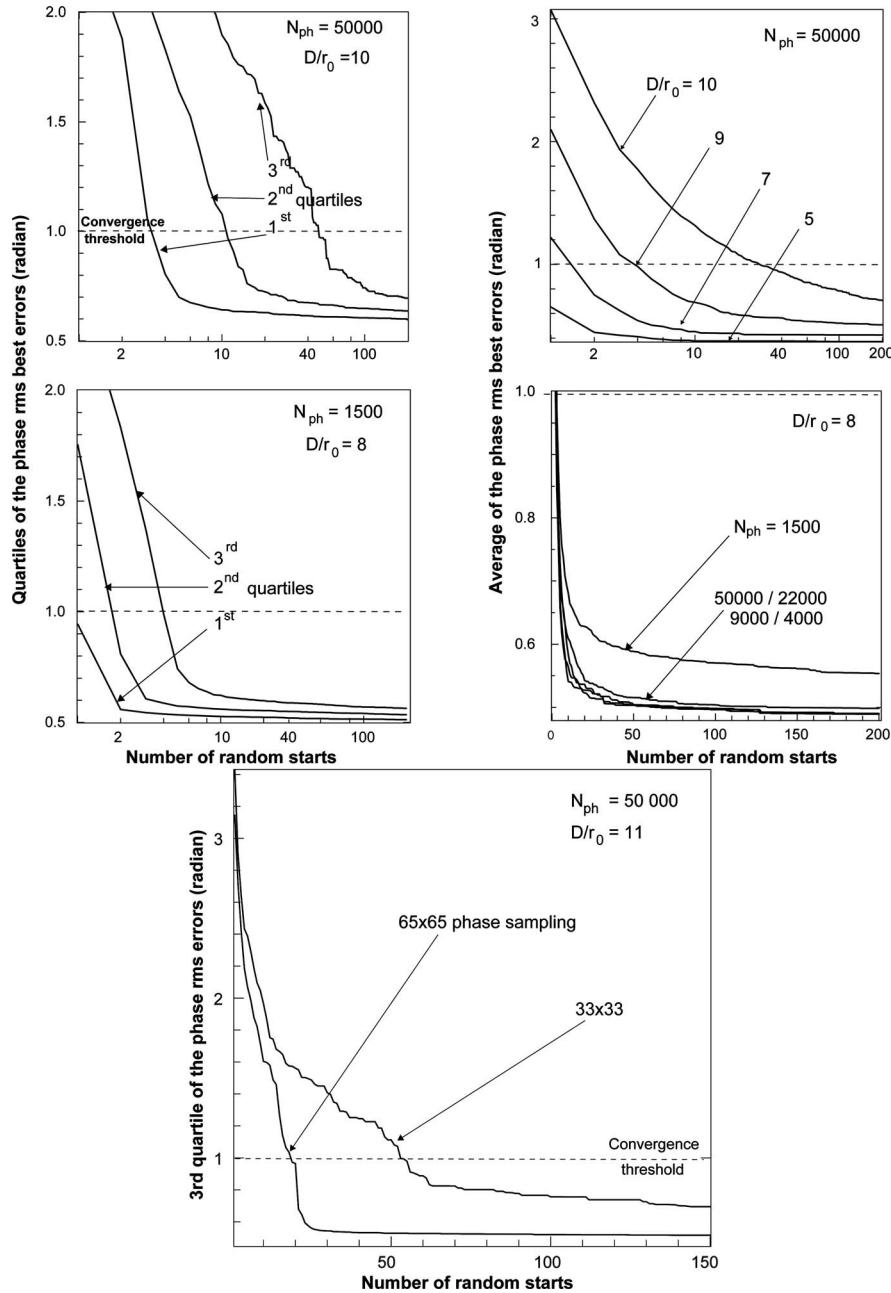 Quartiles of the phase rms best errors (radian)
2.0
1.5
1.0
0.5
N_ph = 50000
D/r_0 =10
3^rd
2^nd quartiles
1^st
Convergence
threshold
2
10
40
100
Average of the phase rms best errors (radian)
3
2
1
N_ph = 50000
D/r_0 = 10
9
7
5
2
10
40
100
200
2.0
1.5
1.0
0.5
N_ph = 1500
D/r_0 = 8
3^rd
2^nd quartiles
1^st
2
10
40
100
Number of random starts
1.0
0.8
0.6
D/r_0 = 8
N_ph = 1500
50000 / 22000
9000 / 4000
0
50
100
150
200
Number of random starts
3rd quartile of the phase rms errors (radian)
3
2
1
N_ph = 50 000
D/r_0 = 11
65x65 phase sampling
33x33
Convergence
threshold
50
100
150
Number of random starts